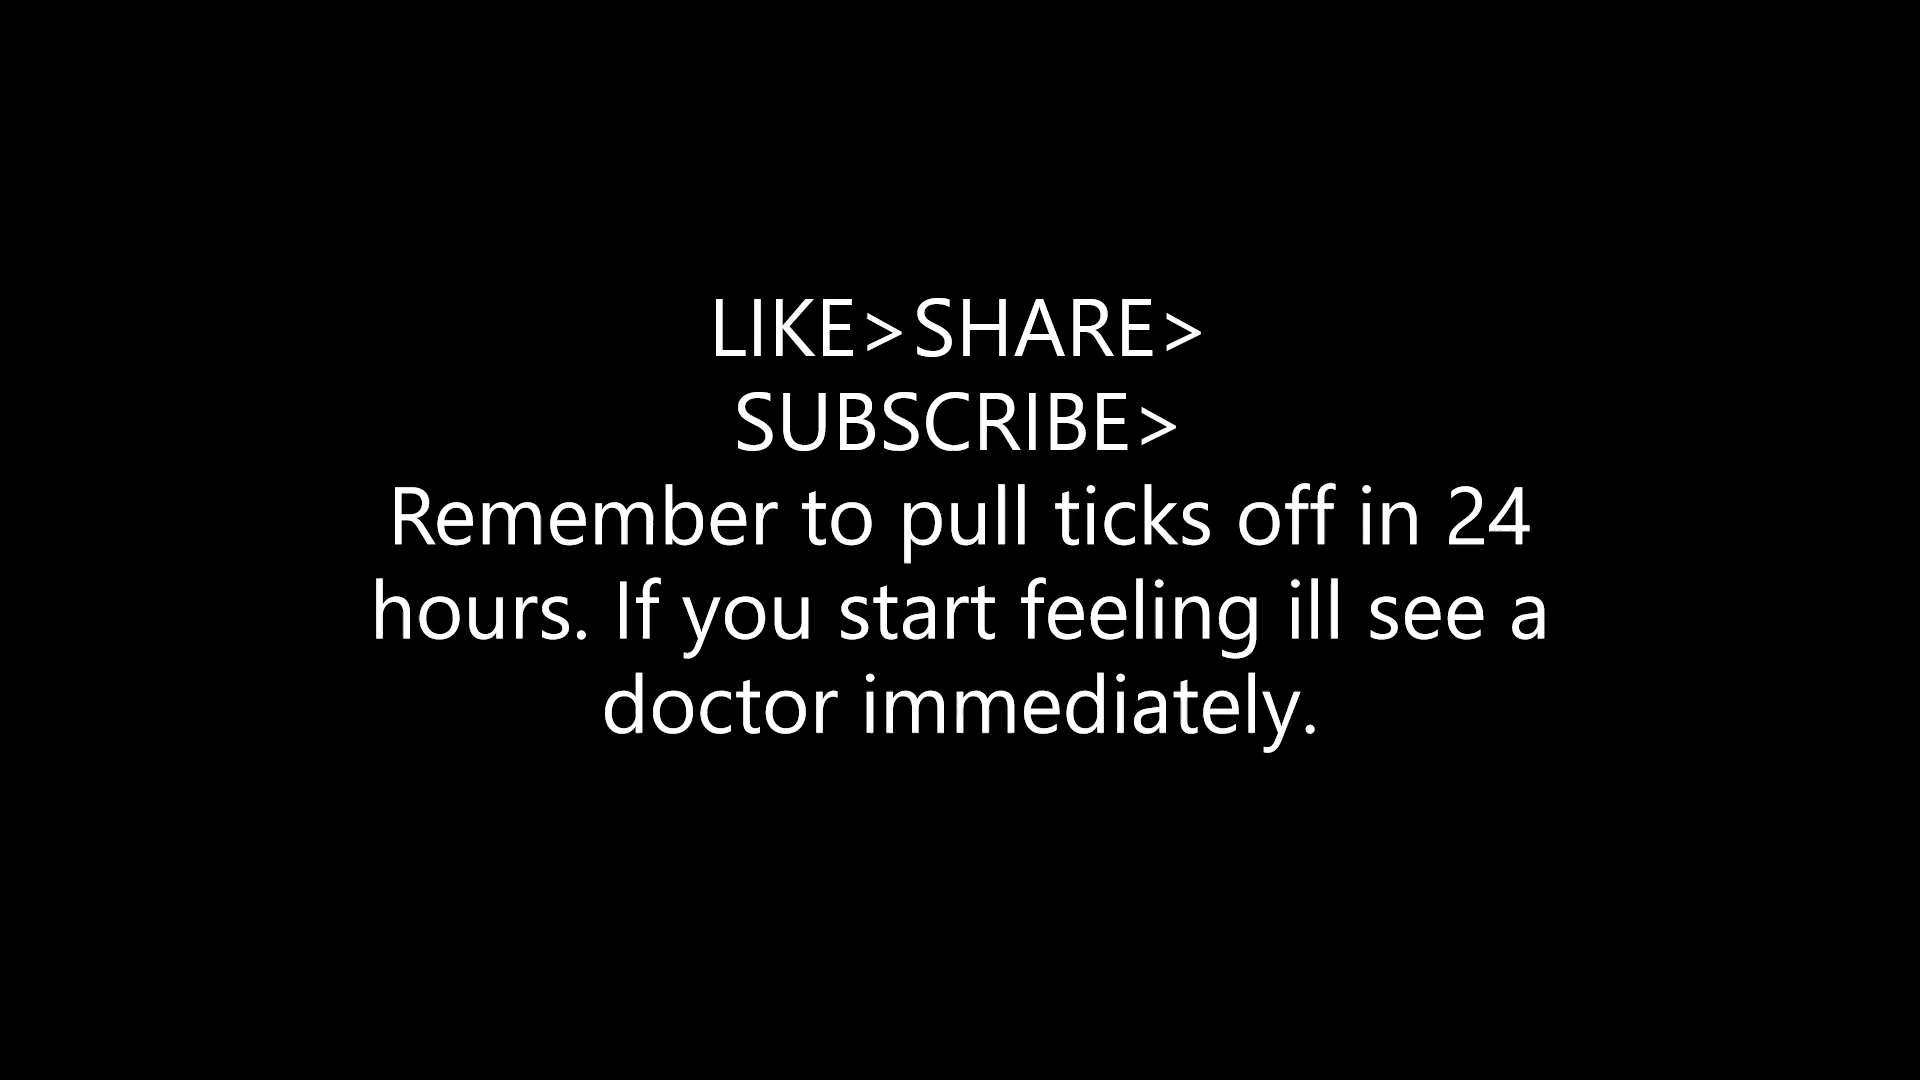 LIKE>SHARE>
SUBSCRIBE>
Remember to pull ticks off in 24
hours. If you start feeling ill see a
doctor immediately.